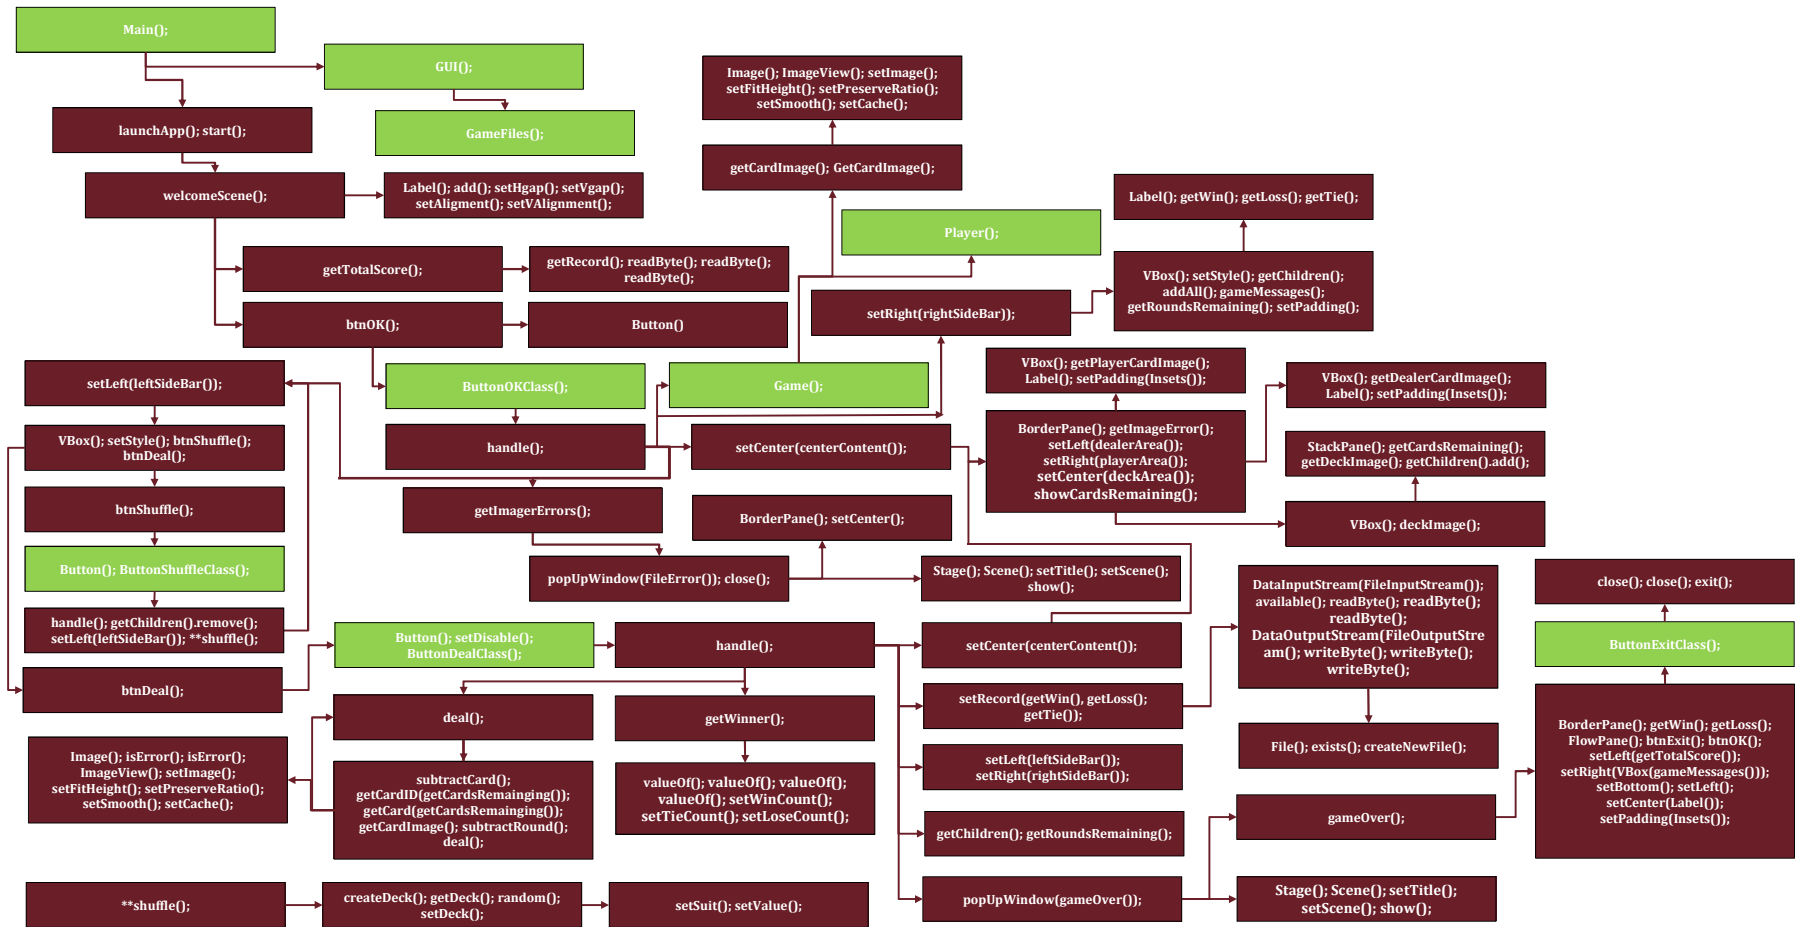 Main();
GUI();
GameFiles();
launchApp(); start();
welcomeScene();
Label(); add(); setHgap(); setVgap();
setAligment(); setVAlignment();
getTotalScore();
getRecord(); readByte(); readByte();
readByte();
btnOK();
Button()
Image(); ImageView(); setImage();
setFitHeight(); setPreserveRatio();
setSmooth(); setCache();
getCardImage; GetCardImage();
Player();
Label(); getWin(); getLoss(); getTie();
VBox(); setStyle(); getChildren();
addAll(); gameMessages();
getRoundsRemaining(); setPadding();
setRight(rightSideBar));
setLeft(leftSideBar());
ButtonOKClass();
Game();
VBox(); getPlayerCardImage();
Label(); setPadding(Insets());
VBox(); getDealerCardImage();
Label(); setPadding(Insets());
VBox(); setStyle(); btnShuffle();
btnDeal();
handle();
setCenter(centerContent());
BorderPane(); getImageError();
setLeft(dealerArea());
setRight(playerArea());
setCenter(deckArea());
showCardsRemaining();
StackPane(); getCardsRemaining();
getDeckImage(); getChildren().add();
btnShuffle();
getImagerErrors();
BorderPane(); setCenter();
VBox(); deckImage();
Button(); ButtonShuffleClass();
popUpWindow(FileError()); close();
Stage(); Scene(); setTitle(); setScene();
show();
DataInputStream(FileInputStream());
available(); readByte(); readByte();
readByte();
DataOutputStream(FileOutputStre
am(); writeByte(); writeByte();
writeByte();
close(); close(); exit();
handle(); getChildren().remove();
setLeft(leftSideBar()); **shuffle();
Button(); setDisable();
ButtonDealClass();
handle();
setCenter(centerContent());
ButtonExitClass();
btnDeal();
deal();
getWinner();
setRecord(getWin(), getLoss();
getTie());
File(); exists(); createNewFile();
BorderPane(); getWin(); getLoss();
FlowPane(); btnExit(); btnOK();
setLeft(getTotalScore());
setRight(VBox(gameMessages()));
setBottom(); setLeft();
setCenter(Label());
setPadding(Insets());
Image(); isError(); isError();
ImageView(); setImage();
setFitHeight(); setPreserveRatio();
setSmooth(); setCache();
subtractCard();
getCardID(getCardsRemainging());
getCard(getCardsRemainging();
getCardImage(); subtractRound();
deal();
valueOf(); valueOf(); valueOf();
valueOf(); setWinCount();
setTieCount(); setLoseCount();
setLeft(leftSideBar());
setRight(rightSideBar());
getChildren(); getRoundsRemaining();
gameOver();
**shuffle();
createDeck(); getDeck(); random();
setDeck();
setSuit(); setValue();
popUpWindow(gameOver());
Stage(); Scene(); setTitle();
setScene(); show();